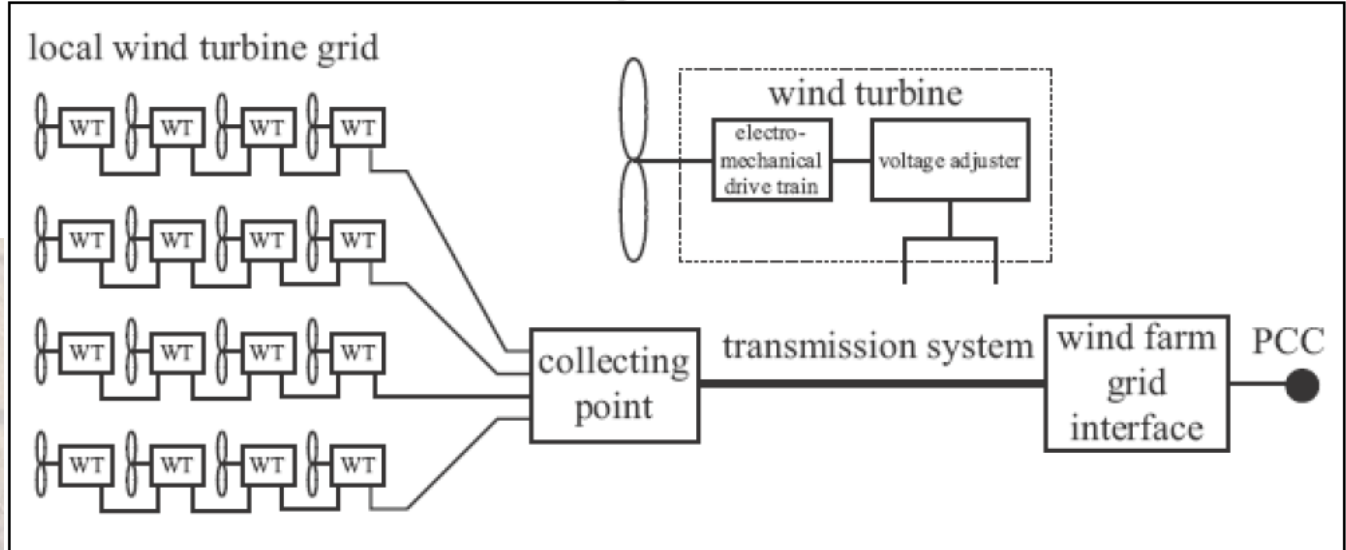 local wind turbine grid
WT WT WT WT
WT WT WT WT
WT WT WT WT
WT WT WT WT
wind turbine
electro-
mechanical
drive train
voltage adjuster
collecting
point
transmission system
wind farm
grid
interface
PCC